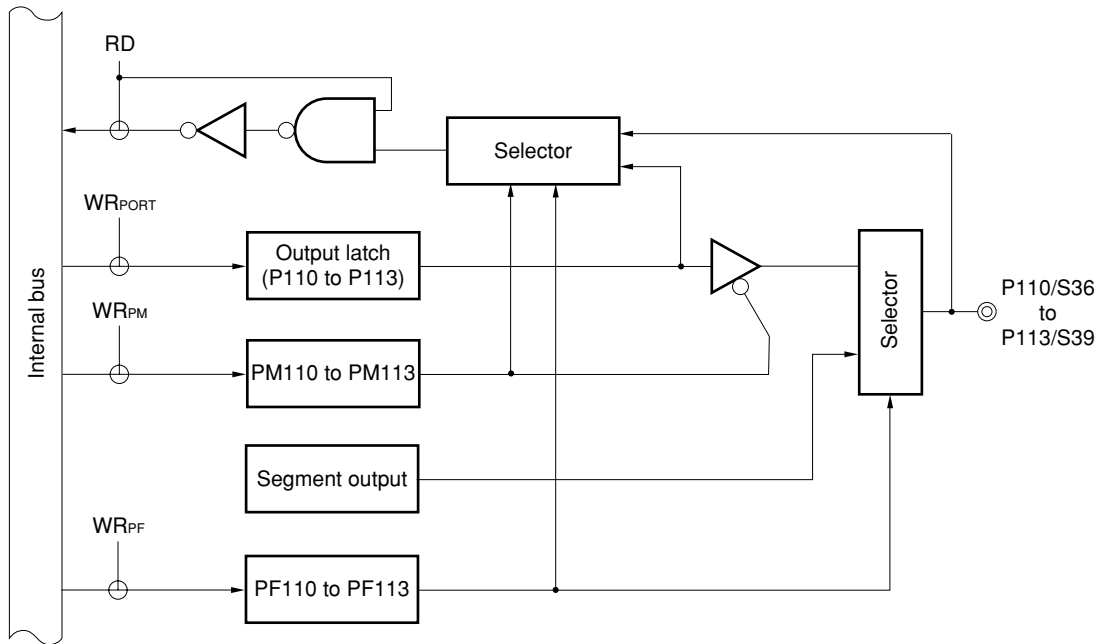 RD
Selector
WRPORT
Output latch
(P110 to P113)
Internal bus
WRPM
PM110 to PM113
Selector
P110/S36
to
P113/S39
Segment output
WRPF
PF110 to PF113